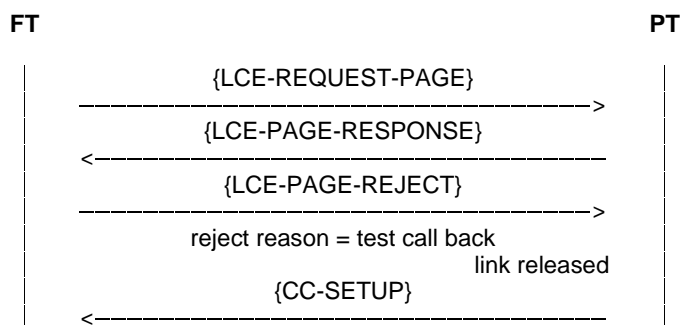 FT PT
{LCE-REQUEST-PAGE}
{LCE-PAGE-RESPONSE}
{LCE-PAGE-REJECT}
reject reason = test call back
link released
{CC-SETUP}